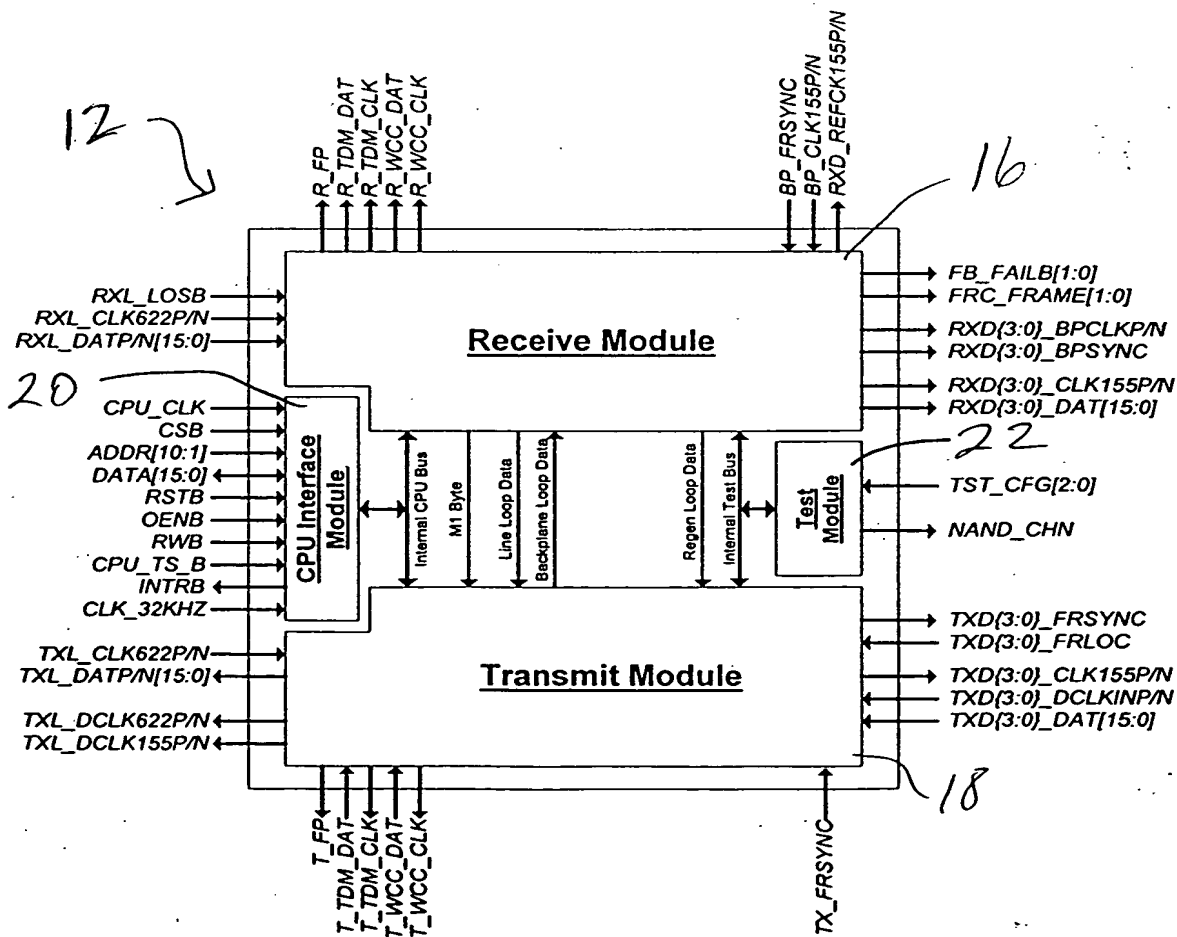 12
R_FP
R_TDM_DAT
R_TDM_CLK
R_WCC_DAT
R_WCC_CLK
BP_FRSYNC
BP_CLK155P/N
RXD_REFCK155P/N
16
RXL_LOSB
RXL_CLK622P/N
RXL_DATP/N[15:0]
Receive Module
FB_FAILB[1:0]
FRC_FRAME[1:0]
RXD{3:0}_BPCLKP/N
RXD{3:0}_BPSYNC
RXD{3:0}_CLK155P/N
RXD{3:0}_DAT[15:0]
20
CPU_CLK
CSB
ADDR[10:1]
DATA[15:0]
RSTB
OENB
RWB
CPU_TS_B
INTRB
CLK_32KHZ
CPU Interface
Module
Internal CPU Bus
M1 Byte
Line Loop Data
Backplane Loop Data
Regen Loop Data
Internal Test Bus
Test
Module
22
TST_CFG[2:0]
NAND_CHN
TXL_CLK622P/N
TXL_DATP/N[15:0]
TXL_DCLK622P/N
TXL_DCLK155P/N
Transmit Module
TXD{3:0}_FRSYNC
TXD{3:0}_FRLOC
TXD{3:0}_CLK155P/N
TXD{3:0}_DCLKINP/N
TXD{3:0}_DAT[15:0]
18
T_FP
T_TDM_DAT
T_TDM_CLK
T_WCC_DAT
T_WCC_CLK
TX_FRSYNC